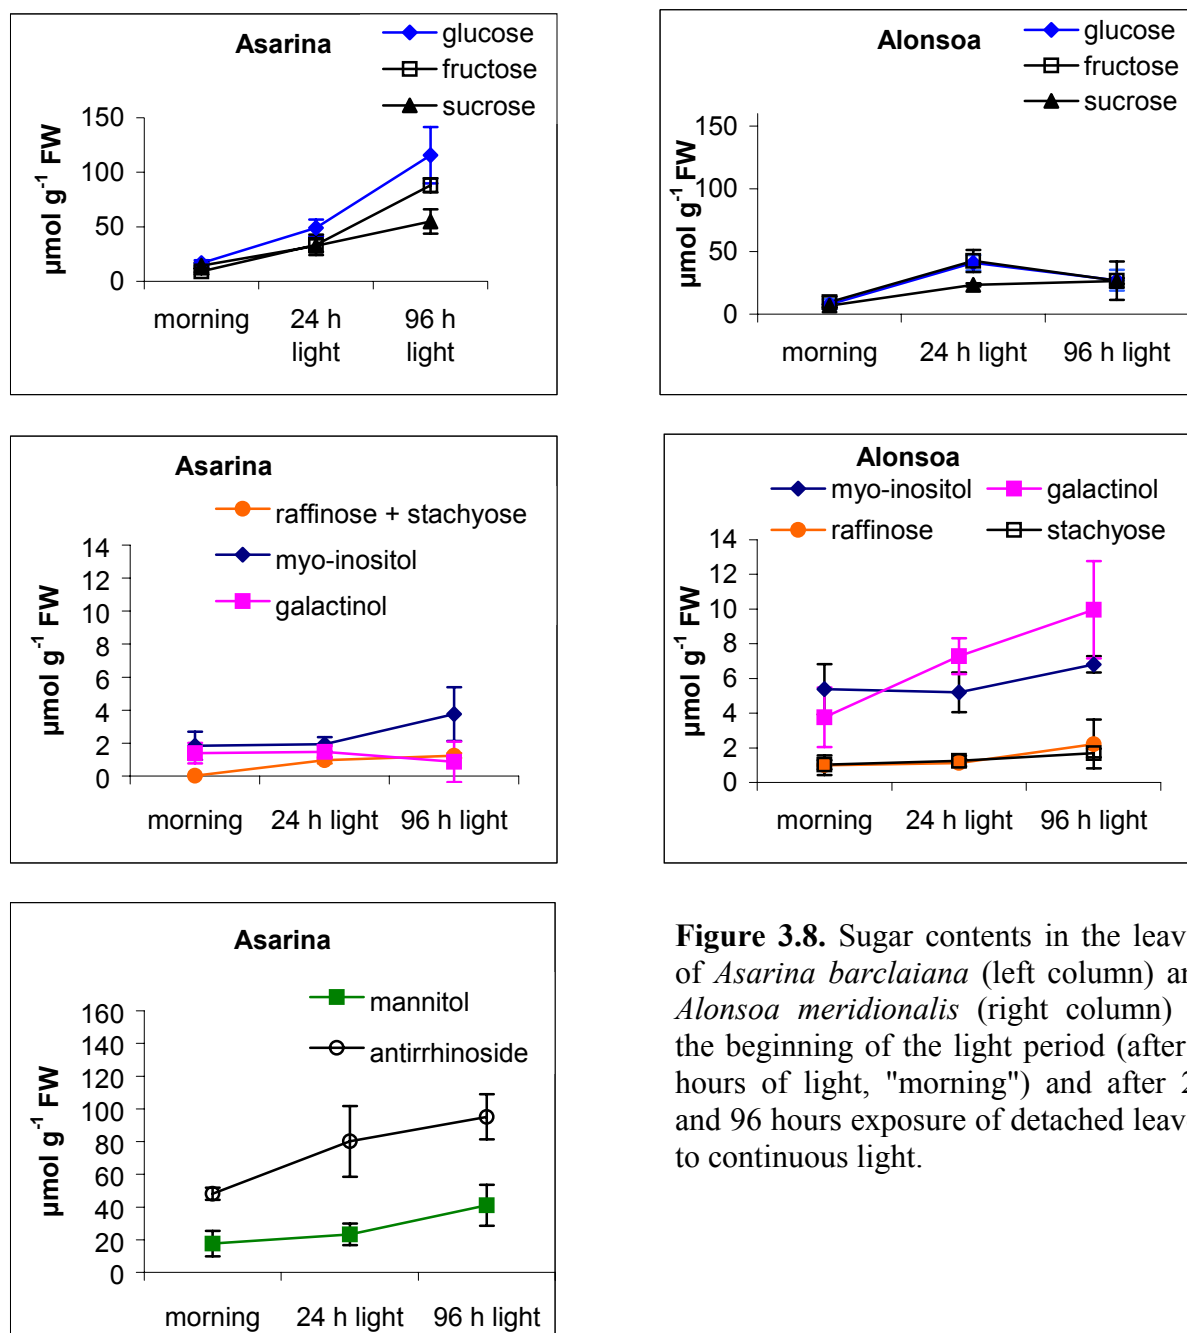 Asarina
glucose
fructose
sucrose
µmol g-1 FW
150
100
50
0
morning
24 h light
96 h light
Alonsoa
glucose
fructose
sucrose
µmol g-1 FW
150
100
50
0
morning 24 h light 96 h light
Asarina
raffinose + stachyose
myo-inositol
galactinol
µmol g-1 FW
14
12
10
8
6
4
2
0
morning 24 h light 96 h light
Alonsoa
myo-inositol galactinol
raffinose stachyose
µmol g-1 FW
14
12
10
8
6
4
2
0
morning 24 h light 96 h light
Asarina
mannitol
antirrhinoside
µmol g-1 FW
160
140
120
100
80
60
40
20
0
morning 24 h light 96 h light
Figure 3.8. Sugar contents in the leav
of Asarina barclaiana (left column) an
Alonsoa meridionalis (right column)
the beginning of the light period (after
hours of light, "morning") and after 2
and 96 hours exposure of detached leav
to continuous light.